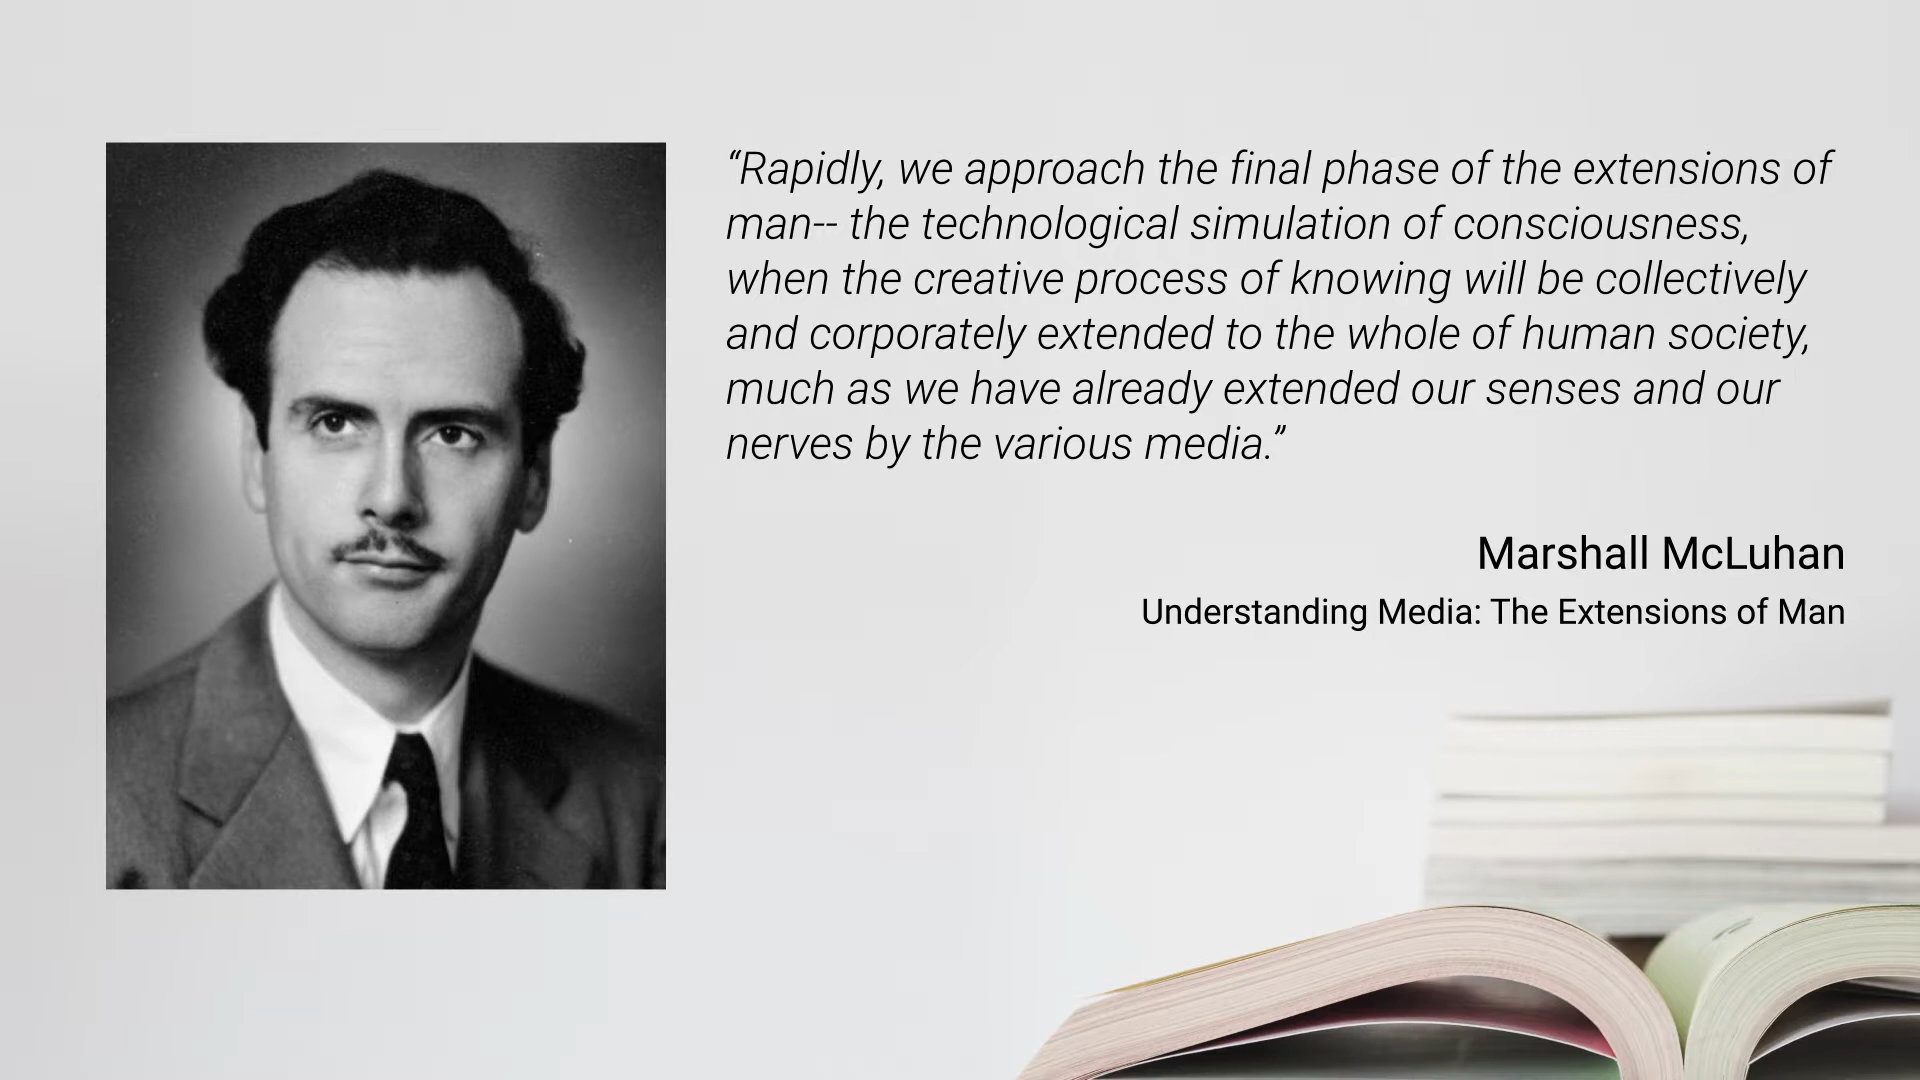 “Rapidly, we approach the final phase of the extensions of
man-- the technological simulation of consciousness,
when the creative process of knowing will be collectively
and corporately extended to the whole of human society,
much as we have already extended our senses and our
nerves by the various media.”
Marshall McLuhan
Understanding Media: The Extensions of Man